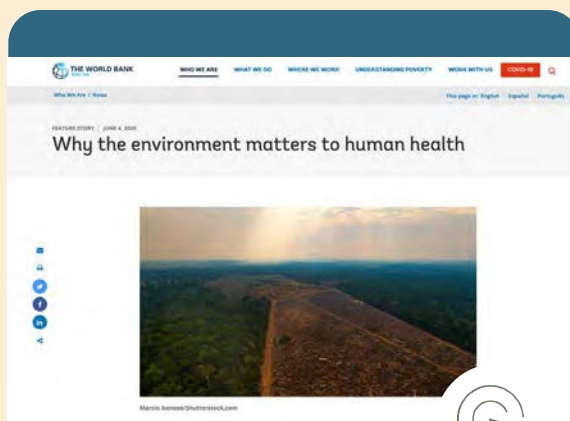 THE WORLD BANK
WHO WE ARE WHAT WE DO WHERE WE WORK UNDERSTANDING POVERTY WORK WITH US COVID-19
Who We Are / News
This page in: English Español Português
FEATURE STORY | JUNE 4, 2020
Why the environment matters to human health
Marcio Isensee/Shutterstock.com